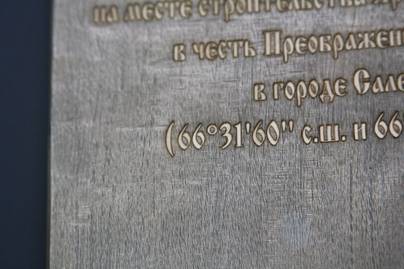 на месте строительства
в честь Преображен
в городе Сале
(66°31'60" с.ш. и 66